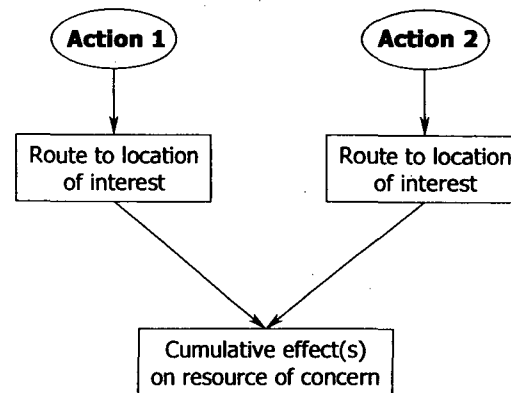 Action 1
Action 2
Route to location
of interest
Route to location
of interest
Cumulative effect(s)
on resource of concern